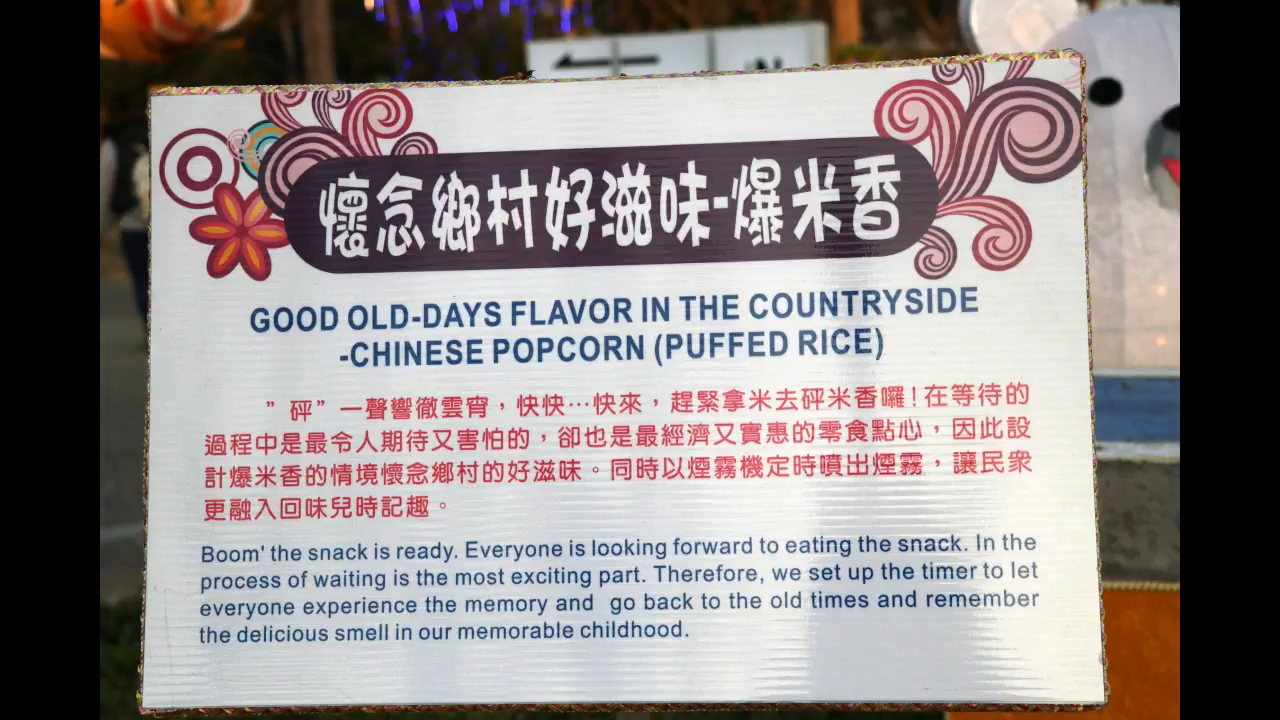 懷念鄉村好滋味-爆米香
GOOD OLD-DAYS FLAVOR IN THE COUNTRYSIDE
-CHINESE POPCORN (PUFFED RICE)
”砰”一聲響徹雲宵，快快…快來，趕緊拿米去砰米香囉！在等待的
過程中是最令人期待又害怕的，卻也是最經濟又實惠的零食點心，因此設
計爆米香的情境懷念鄉村的好滋味。同時以煙霧機定時噴出煙霧，讓民衆
更融入回味兒時記趣。
Boom' the snack is ready. Everyone is looking forward to eating the snack. In the
process of waiting is the most exciting part. Therefore, we set up the timer to let
everyone experience the memory and go back to the old times and remember
the delicious smell in our memorable childhood.